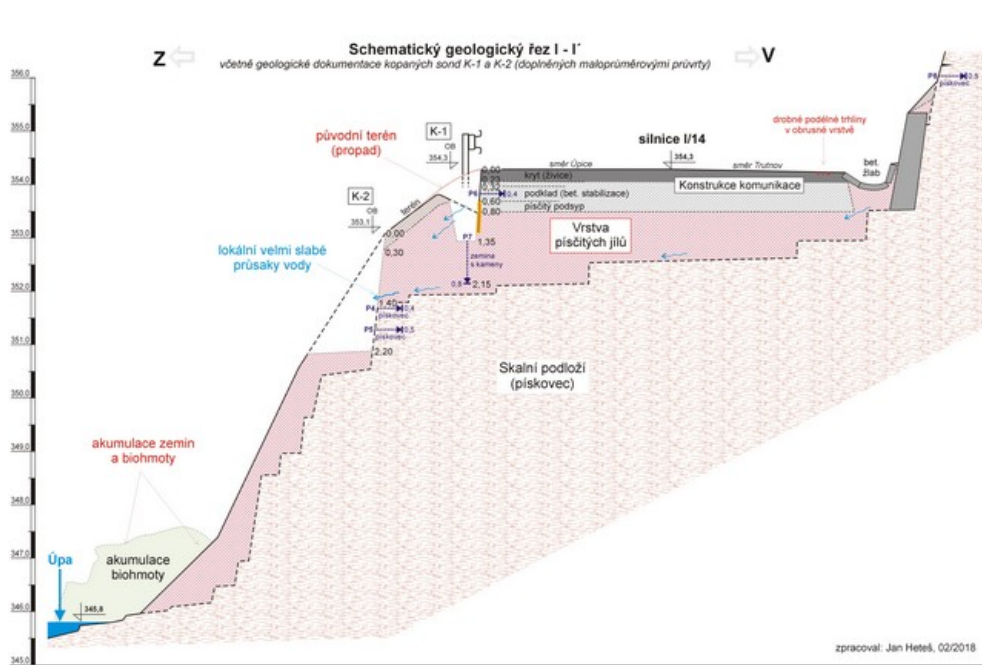 Schematický geologický řez I - I´
Z
V
včetně geologické dokumentace kopaných sond K-1 a K-2 (doplněných maloprůměrovými průvrty)
356,0
355,0
354,0
353,0
352,0
351,0
350,0
349,0
348,0
347,0
346,0
345,0
P8
0,5
pískovec
původní terén
(propad)
K-1
OB
354,3
silnice I/14
354,3
drobné podélné trhliny
v obrusné vrstvě
směr Úpice
směr Trutnov
bet.
žlab
0,00
kryt (živice)
0,23
Konstrukce komunikace
P6
0,4
podklad (bet. stabilizace)
0,60
písčitý podsyp
0,80
K-2
OB
353,1
terén
0,00
0,30
Vrstva
písčitých jílů
P7
1,35
zemina
s kameny
0,8
2,15
lokální velmi slabé
průsaky vody
1,40
P4
0,4
pískovec
P5
0,5
pískovec
2,20
Skalní podloží
(pískovec)
akumulace zemin
a biohmoty
akumulace
biohmoty
Úpa
345,8
zpracoval: Jan Heteš, 02/2018